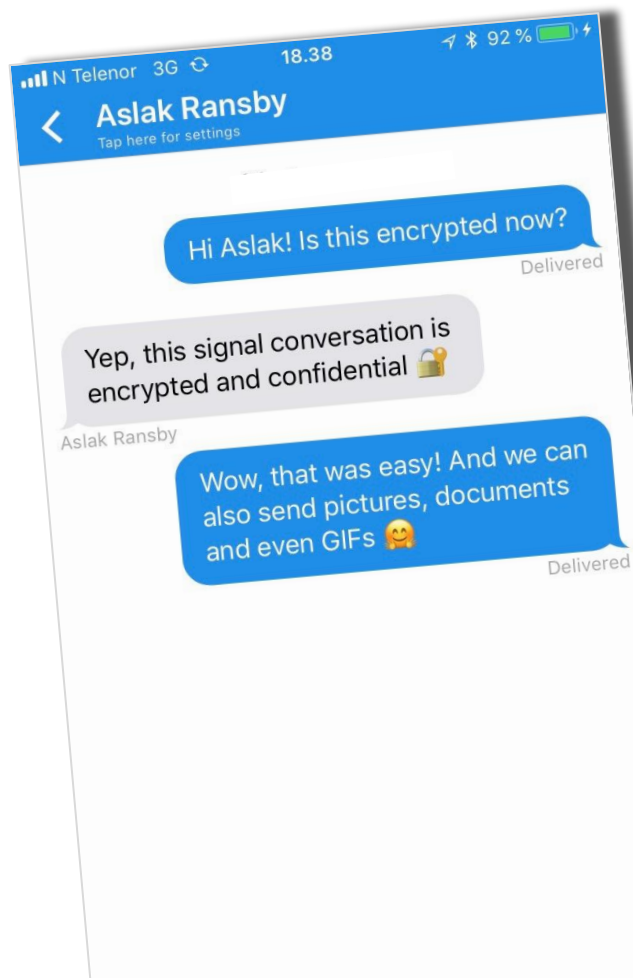 N Telenor 3G 18.38 92 %
Aslak Ransby
Tap here for settings
Hi Aslak! Is this encrypted now?
Delivered
Yep, this signal conversation is
encrypted and confidential 🔐
Aslak Ransby
Wow, that was easy! And we can
also send pictures, documents
and even GIFs 🤗
Delivered